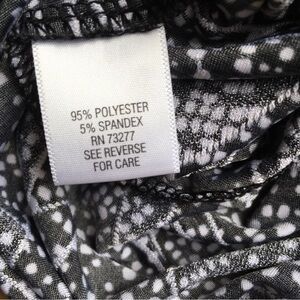 95% POLYESTER
5% SPANDEX
RN 73277
SEE REVERSE
FOR CARE